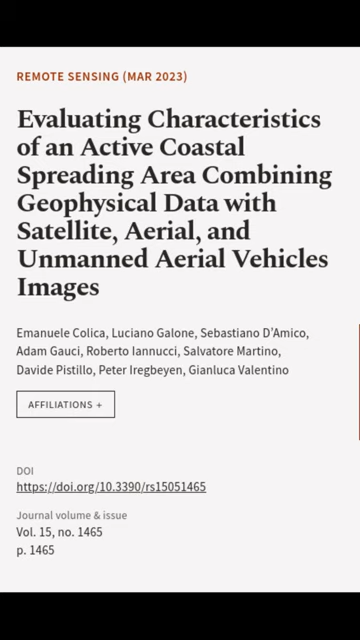 REMOTE SENSING (MAR 2023)
Evaluating Characteristics
of an Active Coastal
Spreading Area Combining
Geophysical Data with
Satellite, Aerial, and
Unmanned Aerial Vehicles
Images
Emanuele Colica, Luciano Galone, Sebastiano D'Amico,
Adam Gauci, Roberto Iannucci, Salvatore Martino,
Davide Pistillo, Peter Iregbeyen, Gianluca Valentino
AFFILIATIONS +
DOI
https://doi.org/10.3390/rs15051465
Journal volume & issue
Vol. 15, no. 1465
p. 1465